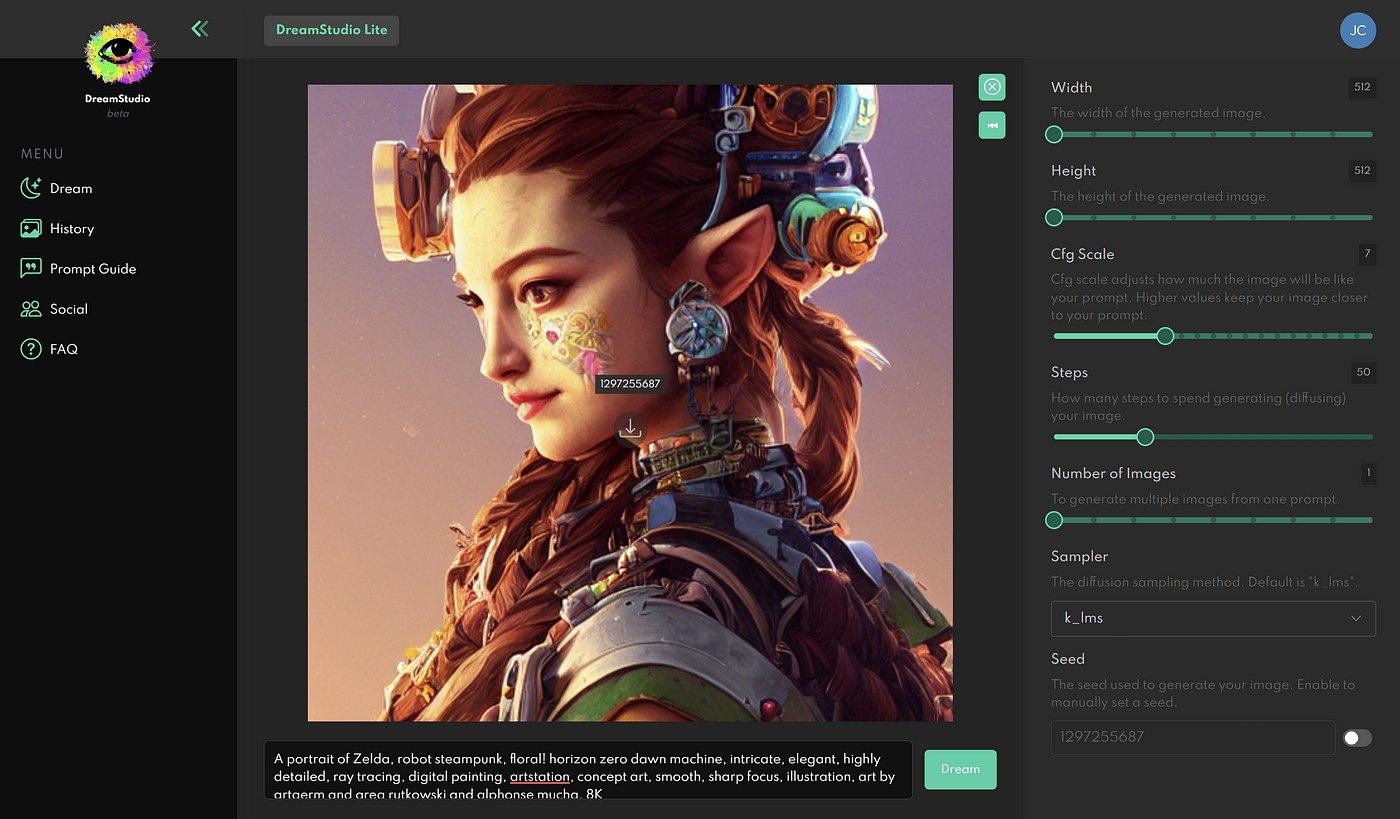 DreamStudio
beta
MENU
Dream
History
Prompt Guide
Social
FAQ
DreamStudio Lite
JC
1297255687
A portrait of Zelda, robot steampunk, floral! horizon zero dawn machine, intricate, elegant, highly
detailed, ray tracing, digital painting, artstation, concept art, smooth, sharp focus, illustration, art by
artgerm and greg rutkowski and alphonse mucha, 8K
Dream
Width
512
The width of the generated image.
Height
512
The height of the generated image.
Cfg Scale
7
Cfg scale adjusts how much the image will be like
your prompt. Higher values keep your image closer
to your prompt.
Steps
50
How many steps to spend generating (diffusing)
your image.
Number of Images
1
To generate multiple images from one prompt.
Sampler
The diffusion sampling method. Default is "k_lms".
k_lms
Seed
The seed used to generate your image. Enable to
manually set a seed.
1297255687